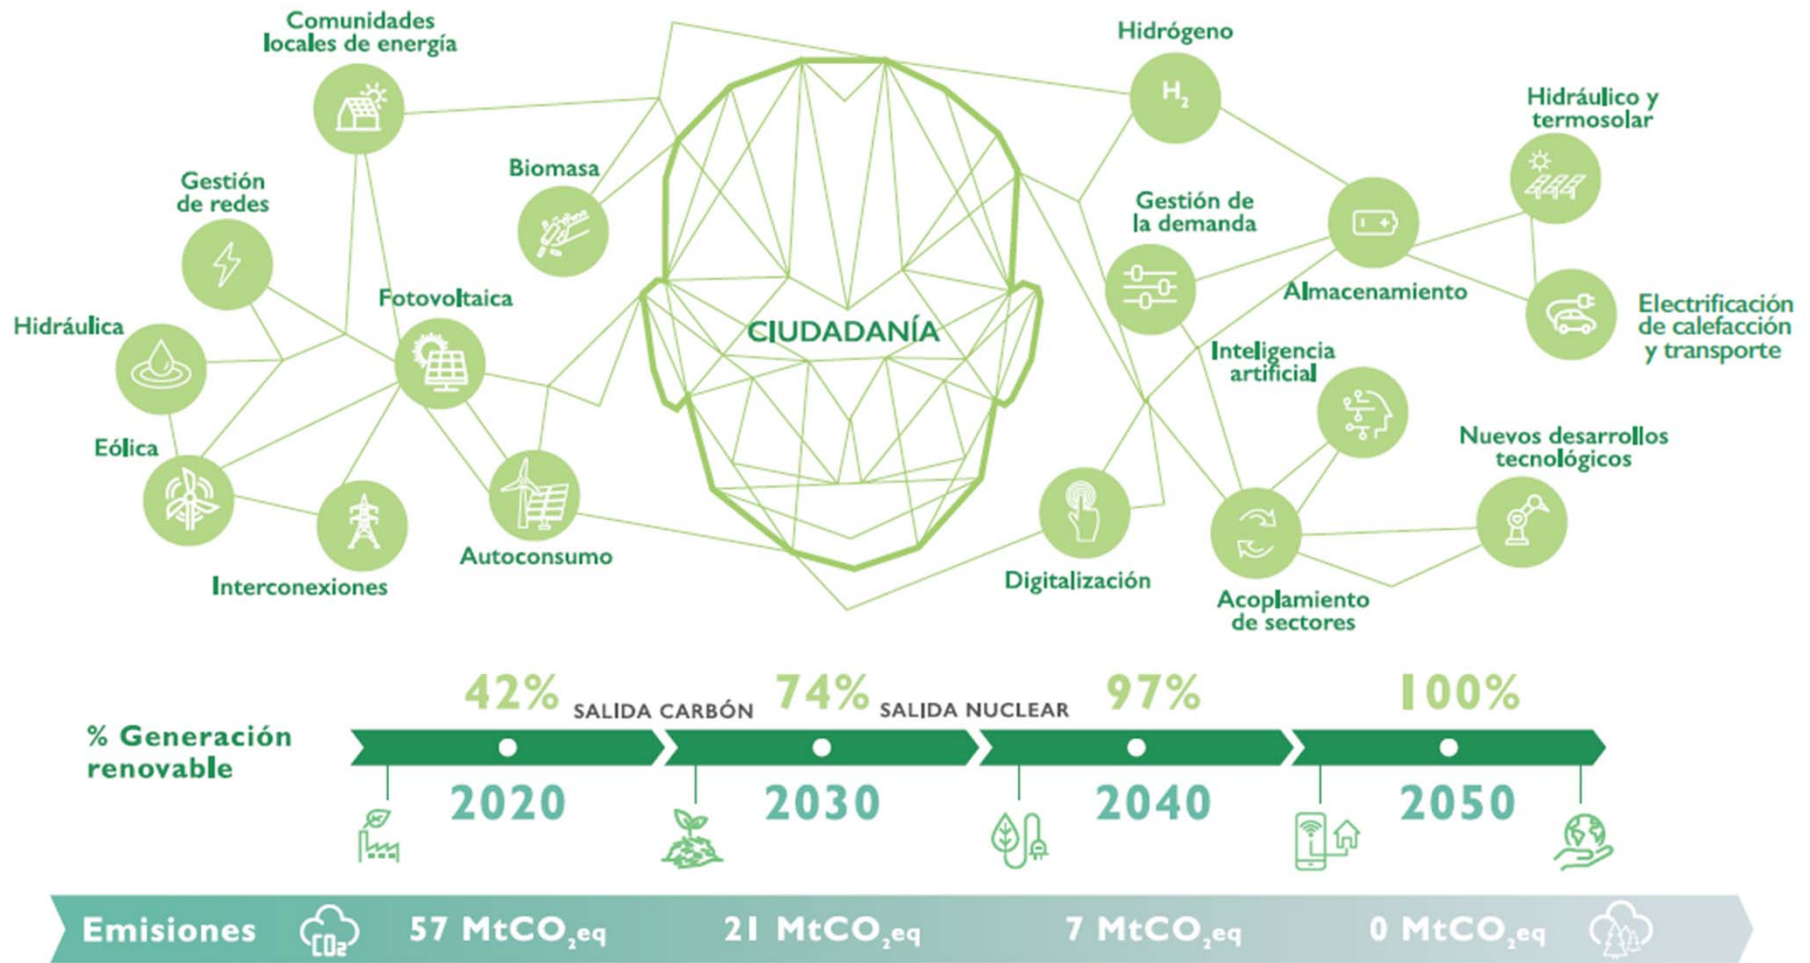 Comunidades
locales de energía
Hidrógeno
H₂
Hidráulico y
termosolar
Biomasa
Gestión
de redes
Gestión de
la demanda
Fotovoltaica
Almacenamiento
Hidráulica
CIUDADANÍA
Electrificación
de calefacción
y transporte
Inteligencia
artificial
Eólica
Nuevos desarrollos
tecnológicos
Autoconsumo
Interconexiones
Digitalización
Acoplamiento
de sectores
42% SALIDA CARBÓN 74% SALIDA NUCLEAR 97% 100%
% Generación
renovable
2020 2030 2040 2050
Emisiones CO₂ 57 MtCO₂eq 21 MtCO₂eq 7 MtCO₂eq 0 MtCO₂eq